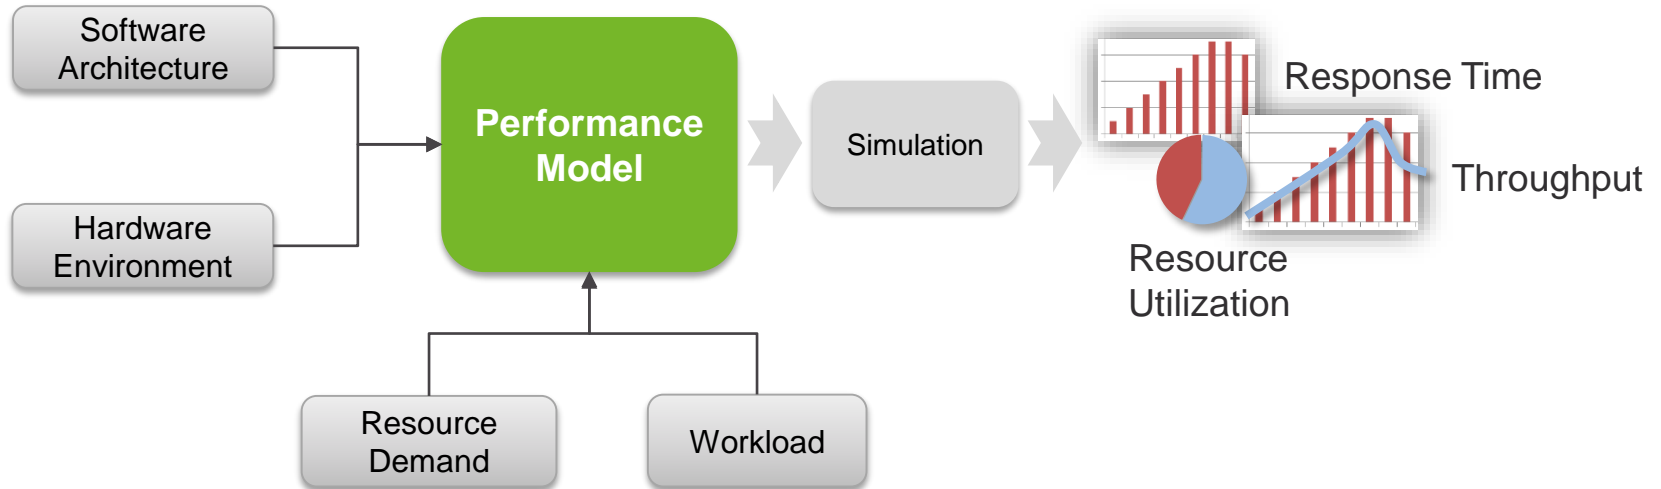 Software
Architecture
Hardware
Environment
Performance
Model
Resource
Demand
Workload
Simulation
Response Time
Throughput
Resource
Utilization